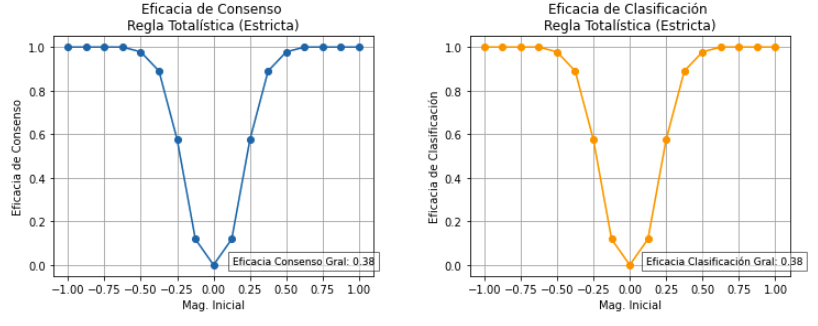 Eficacia de Consenso
Regla Totalística (Estricta)
1.0
0.8
0.6
0.4
0.2
0.0
Eficacia de Consenso
Eficacia Consenso Gral: 0.38
−1.00 −0.75 −0.50 −0.25 0.00 0.25 0.50 0.75 1.00
Mag. Inicial
Eficacia de Clasificación
Regla Totalística (Estricta)
1.0
0.8
0.6
0.4
0.2
0.0
Eficacia de Clasificación
Eficacia Clasificación Gral: 0.38
−1.00 −0.75 −0.50 −0.25 0.00 0.25 0.50 0.75 1.00
Mag. Inicial